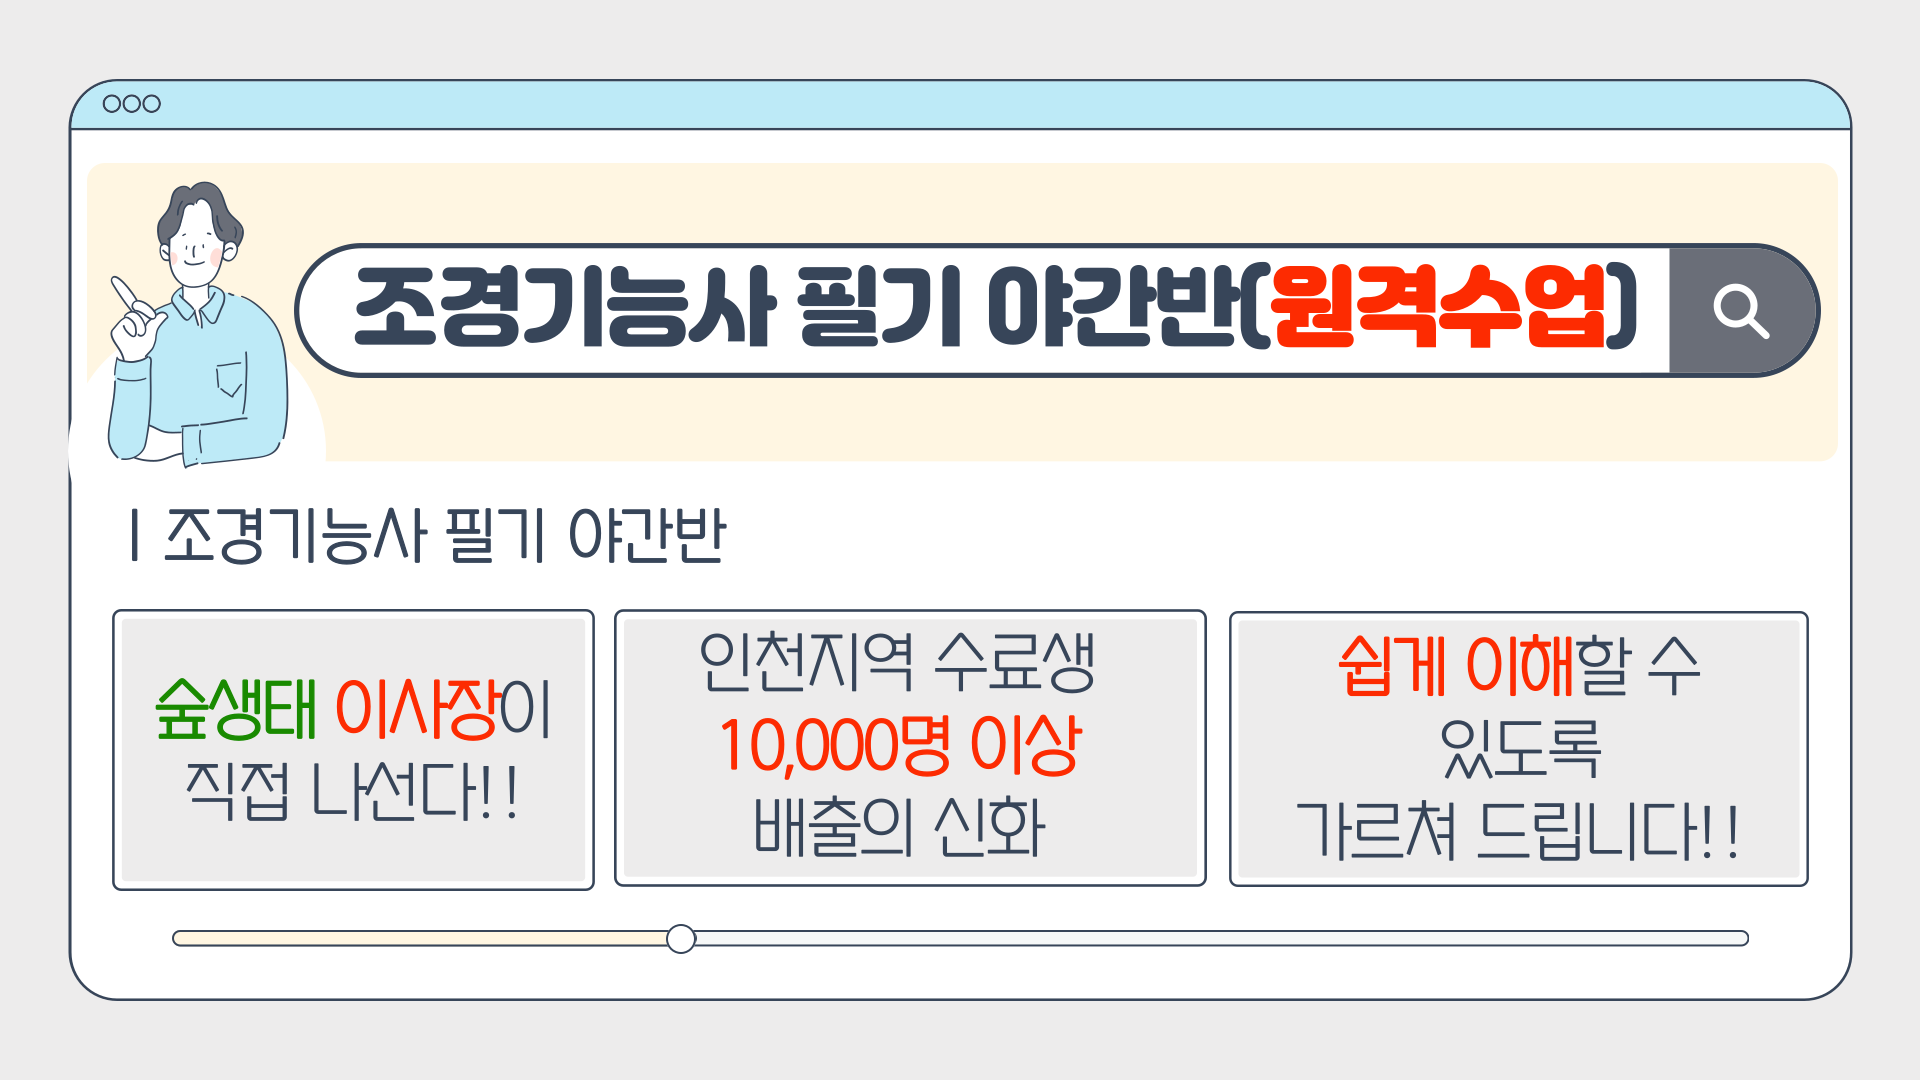 조경기능사 필기 야간반(원격수업)
| 조경기능사 필기 야간반
숲생태 이사장이
직접 나선다!!
인천지역 수료생
10,000명 이상
배출의 신화
쉽게 이해할 수
있도록
가르쳐 드립니다!!